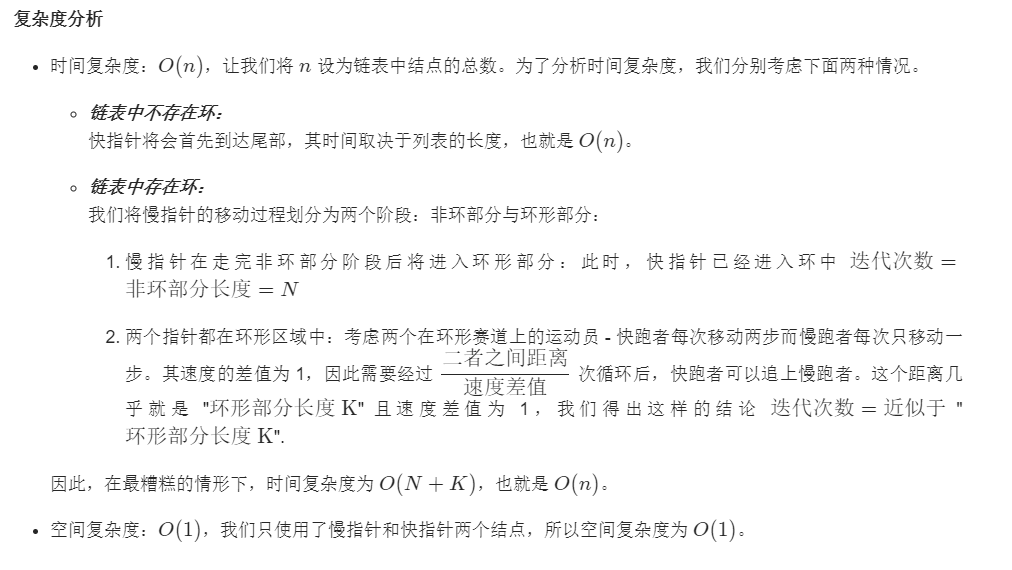 复杂度分析
• 时间复杂度：O(n)，让我们将 n 设为链表中结点的总数。为了分析时间复杂度，我们分别考虑下面两种情况。
○ 链表中不存在环：
快指针将会首先到达尾部，其时间取决于列表的长度，也就是 O(n)。
○ 链表中存在环：
我们将慢指针的移动过程划分为两个阶段：非环部分与环形部分：
1. 慢指针在走完非环部分阶段后将进入环形部分：此时，快指针已经进入环中 迭代次数 =
非环部分长度 = N
2. 两个指针都在环形区域中：考虑两个在环形赛道上的运动员 - 快跑者每次移动两步而慢跑者每次只移动一
步。其速度的差值为 1，因此需要经过 二者之间距离/速度差值 次循环后，快跑者可以追上慢跑者。这个距离几
乎就是 "环形部分长度 K" 且速度差值为 1，我们得出这样的结论 迭代次数 = 近似于 "
环形部分长度 K".
因此，在最糟糕的情形下，时间复杂度为 O(N + K)，也就是 O(n)。
• 空间复杂度：O(1)，我们只使用了慢指针和快指针两个结点，所以空间复杂度为 O(1)。